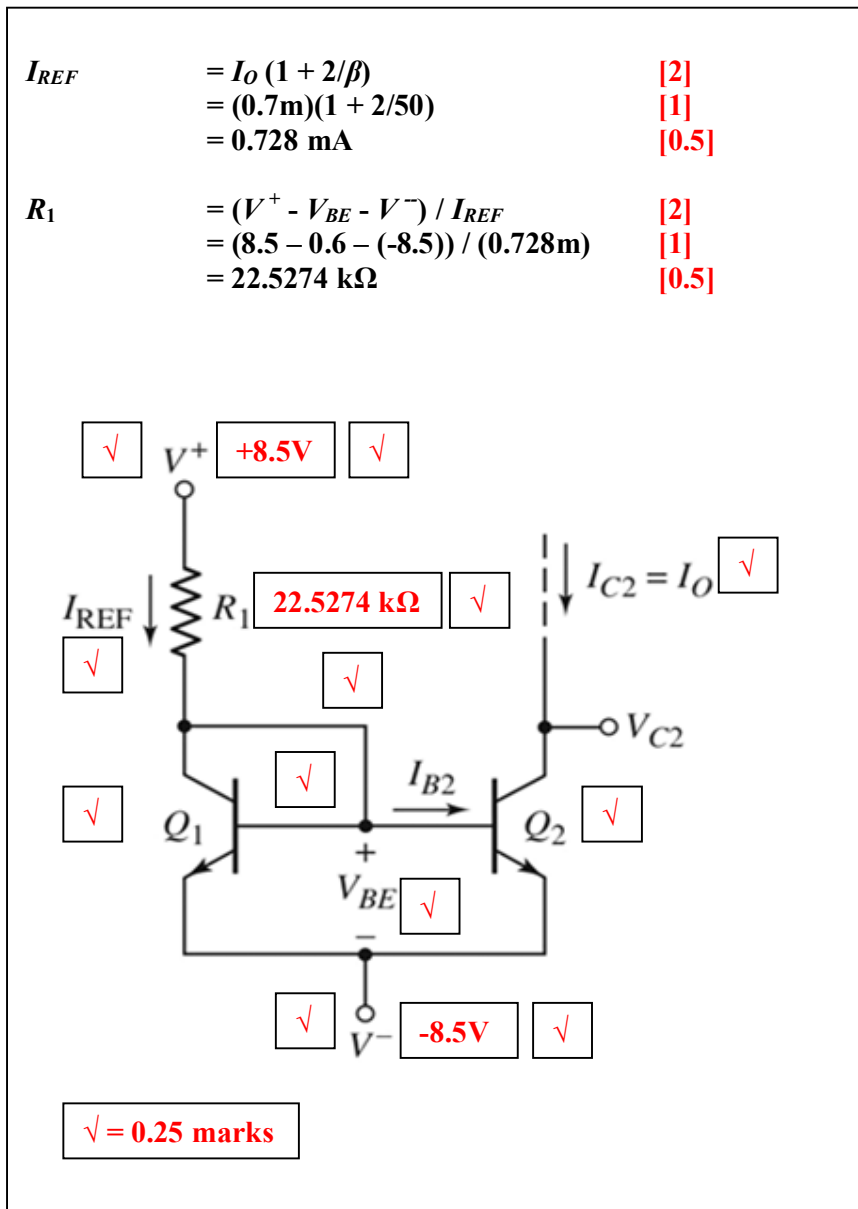 I_REF = I_O (1 + 2/β) [2]
= (0.7m)(1 + 2/50) [1]
= 0.728 mA [0.5]
R_1 = (V⁺ - V_BE - V⁻) / I_REF [2]
= (8.5 – 0.6 – (-8.5)) / (0.728m) [1]
= 22.5274 kΩ [0.5]
√ V⁺ +8.5V √
I_REF R_1 22.5274 kΩ √ I_C2 = I_O √
√ √
V_C2
√ I_B2
√ Q_1 Q_2 √
+
V_BE √
–
√ V⁻ -8.5V √
√ = 0.25 marks